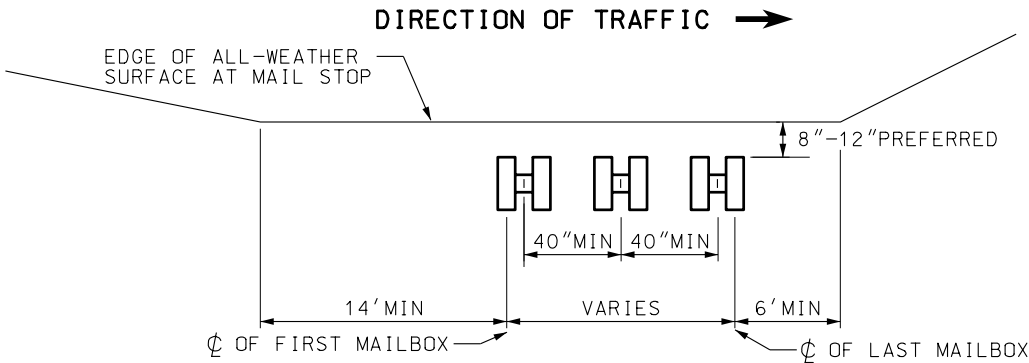 DIRECTION OF TRAFFIC
EDGE OF ALL-WEATHER
SURFACE AT MAIL STOP
8"-12"PREFERRED
40"MIN 40"MIN
14'MIN VARIES 6'MIN
℄ OF FIRST MAILBOX
℄ OF LAST MAILBOX